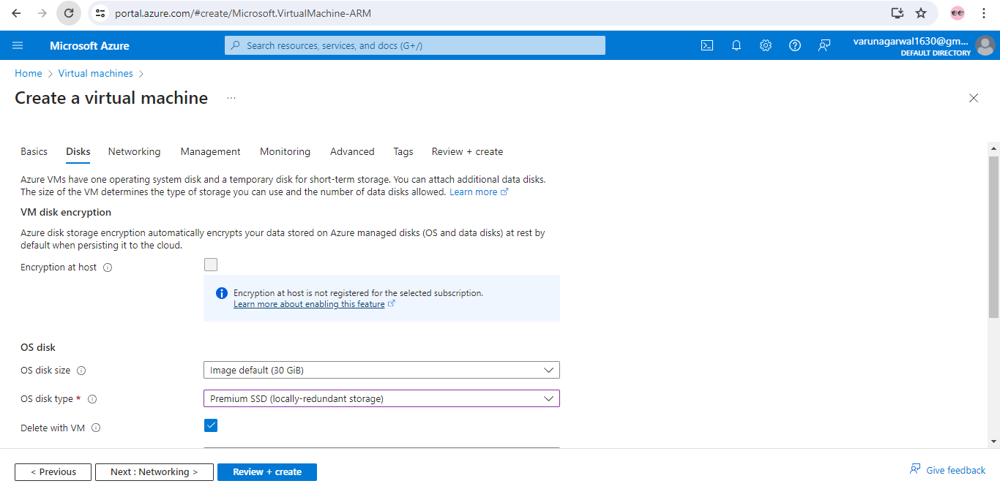 portal.azure.com/#create/Microsoft.VirtualMachine-ARM
Microsoft Azure
Search resources, services, and docs (G+/)
varunagarwal1630@gm...
DEFAULT DIRECTORY
Home > Virtual machines >
Create a virtual machine ...
Basics Disks Networking Management Monitoring Advanced Tags Review + create
Azure VMs have one operating system disk and a temporary disk for short-term storage. You can attach additional data disks.
The size of the VM determines the type of storage you can use and the number of data disks allowed. Learn more
VM disk encryption
Azure disk storage encryption automatically encrypts your data stored on Azure managed disks (OS and data disks) at rest by
default when persisting it to the cloud.
Encryption at host
Encryption at host is not registered for the selected subscription.
Learn more about enabling this feature
OS disk
OS disk size
Image default (30 GiB)
OS disk type *
Premium SSD (locally-redundant storage)
Delete with VM
< Previous
Next : Networking >
Review + create
Give feedback